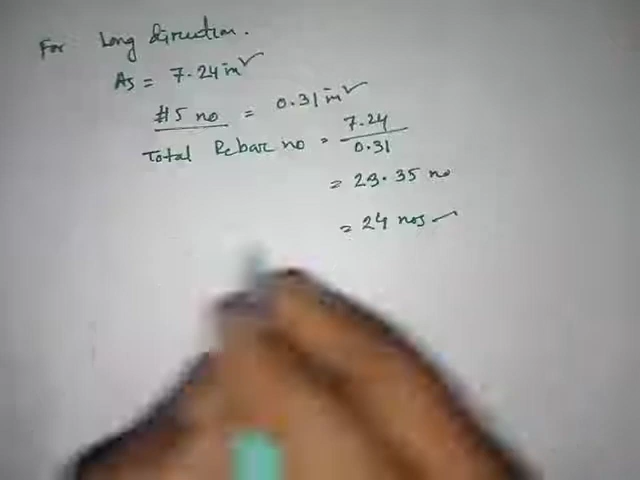 For Long direction.
As = 7.24 in²
#5 no = 0.31 in²
Total Rebar no = 7.24 / 0.31
= 23.35 no
= 24 nos